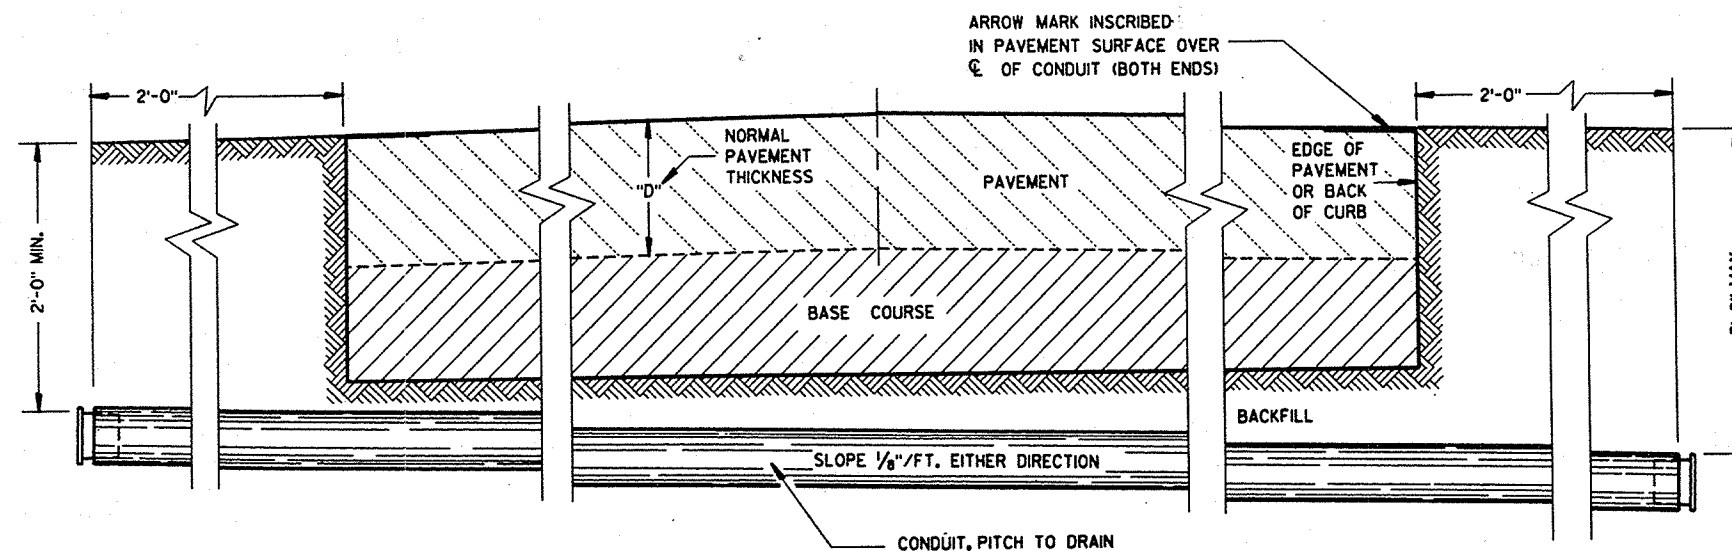 ARROW MARK INSCRIBED
IN PAVEMENT SURFACE OVER
℄ OF CONDUIT (BOTH ENDS)
2'-0"
2'-0"
NORMAL
PAVEMENT
THICKNESS
"D"
PAVEMENT
EDGE OF
PAVEMENT
OR BACK
OF CURB
2'-0" MIN.
BASE COURSE
BACKFILL
SLOPE 1/8"/FT. EITHER DIRECTION
CONDUIT, PITCH TO DRAIN